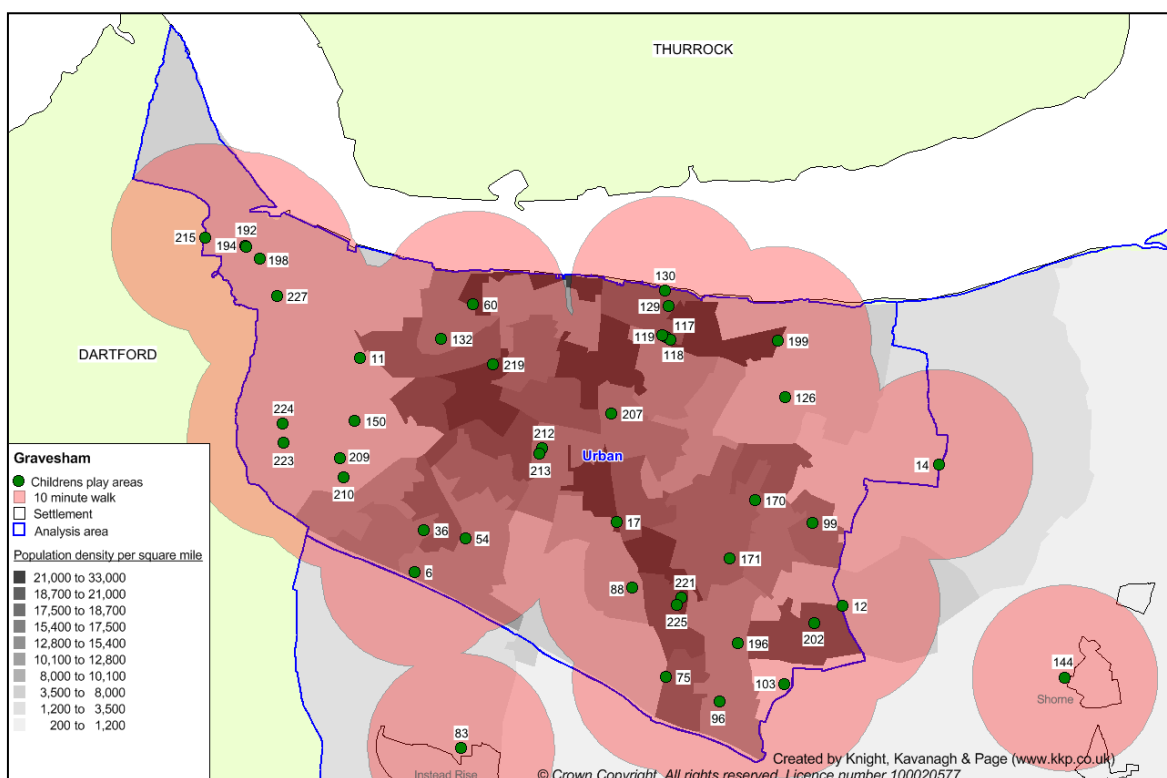 THURROCK
192
215
194
198
227
130
60
129
117
132
119
199
118
11
219
126
DARTFORD
207
224
150
212
Urban
223
209
213
14
210
170
17
99
36
54
171
6
88
221
12
225
202
196
75
103
144
96
Shorne
83
Instead Rise
Gravesham
Childrens play areas
10 minute walk
Settlement
Analysis area
Population density per square mile
21,000 to 33,000
18,700 to 21,000
17,500 to 18,700
15,400 to 17,500
12,800 to 15,400
10,100 to 12,800
8,000 to 10,100
3,500 to 8,000
1,200 to 3,500
200 to 1,200
Created by Knight, Kavanagh & Page (www.kkp.co.uk)
© Crown Copyright. All rights reserved. Licence number 100020577